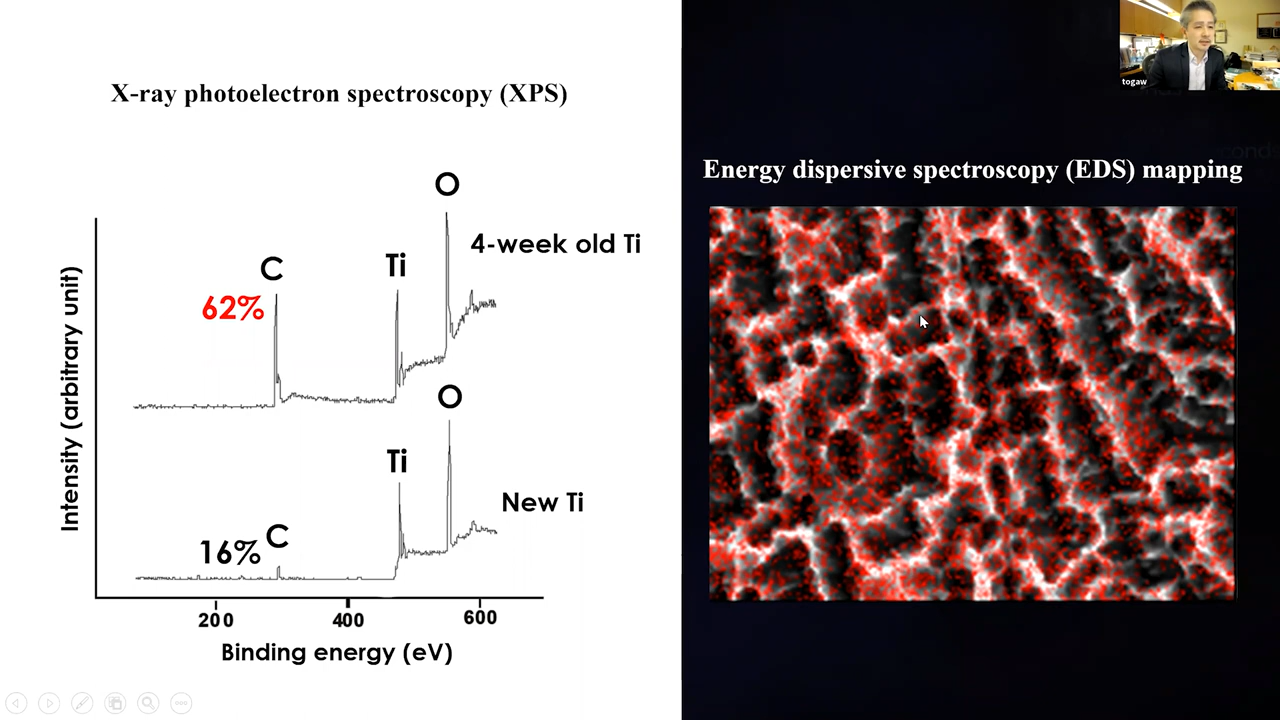 X-ray photoelectron spectroscopy (XPS)
O
4-week old Ti
C
Ti
62%
O
Ti
New Ti
C
16%
Intensity (arbitrary unit)
200
400
600
Binding energy (eV)
togaw
Energy dispersive spectroscopy (EDS) mapping